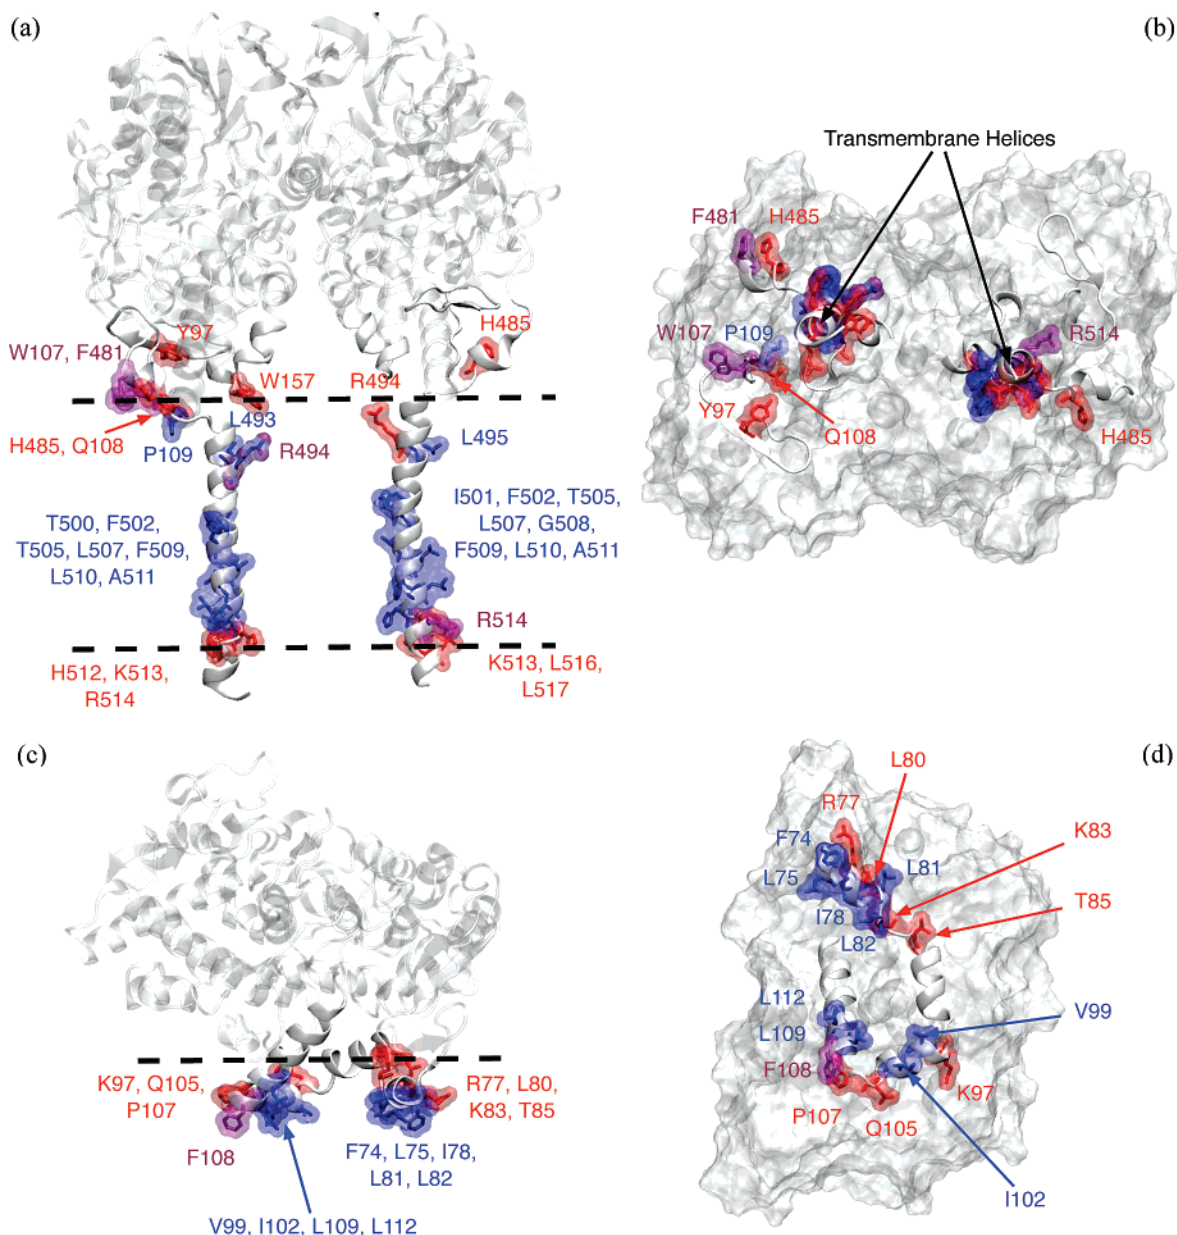 (a)
Y97
W107, F481
W157
H485, Q108
P109
L493
R494
T500, F502,
T505, L507, F509,
L510, A511
H512, K513,
R514
H485
R494
L495
I501, F502, T505,
L507, G508,
F509, L510, A511
R514
K513, L516,
L517
(b)
Transmembrane Helices
F481
H485
W107
P109
R514
Y97
Q108
H485
(c)
K97, Q105,
P107
F108
R77, L80,
K83, T85
F74, L75, I78,
L81, L82
V99, I102, L109, L112
(d)
L80
R77
K83
F74
L81
L75
T85
I78
L82
L112
V99
L109
F108
K97
P107
Q105
I102